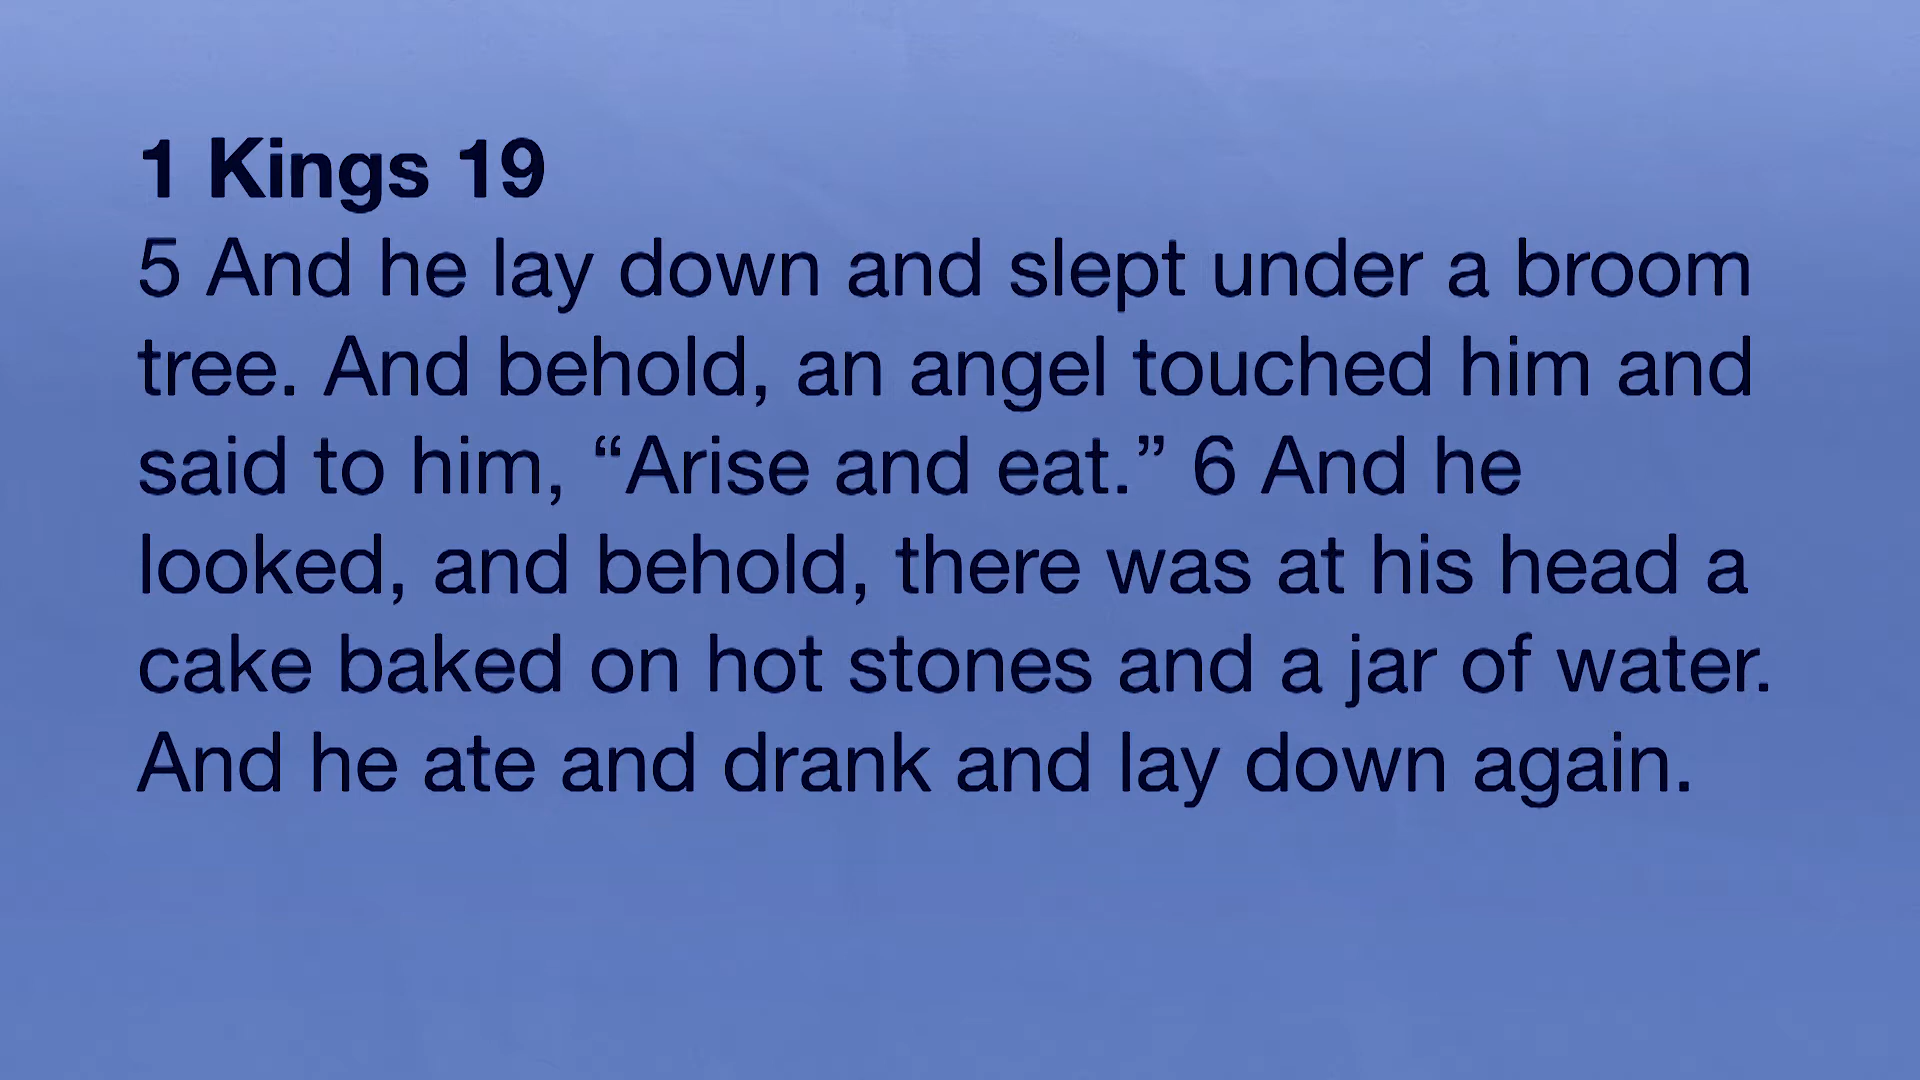 1 Kings 19
5 And he lay down and slept under a broom
tree. And behold, an angel touched him and
said to him, “Arise and eat.” 6 And he
looked, and behold, there was at his head a
cake baked on hot stones and a jar of water.
And he ate and drank and lay down again.